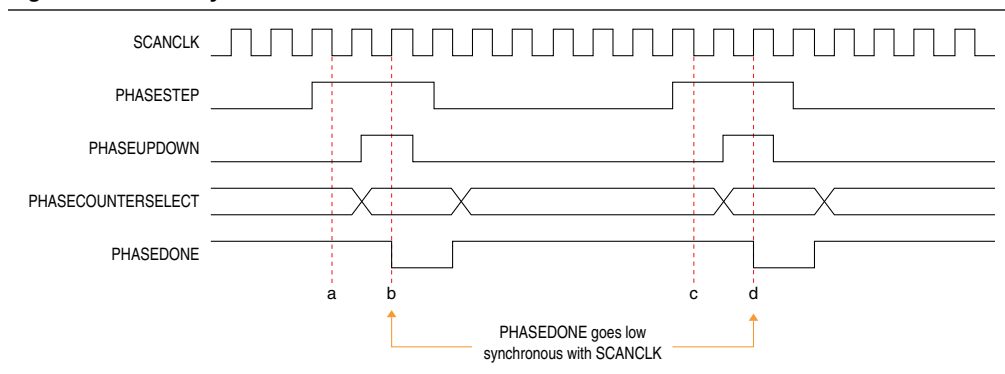 SCANCLK
PHASESTEP
PHASEUPDOWN
PHASECOUNTERSELECT
PHASEDONE
a b c d
PHASEDONE goes low
synchronous with SCANCLK